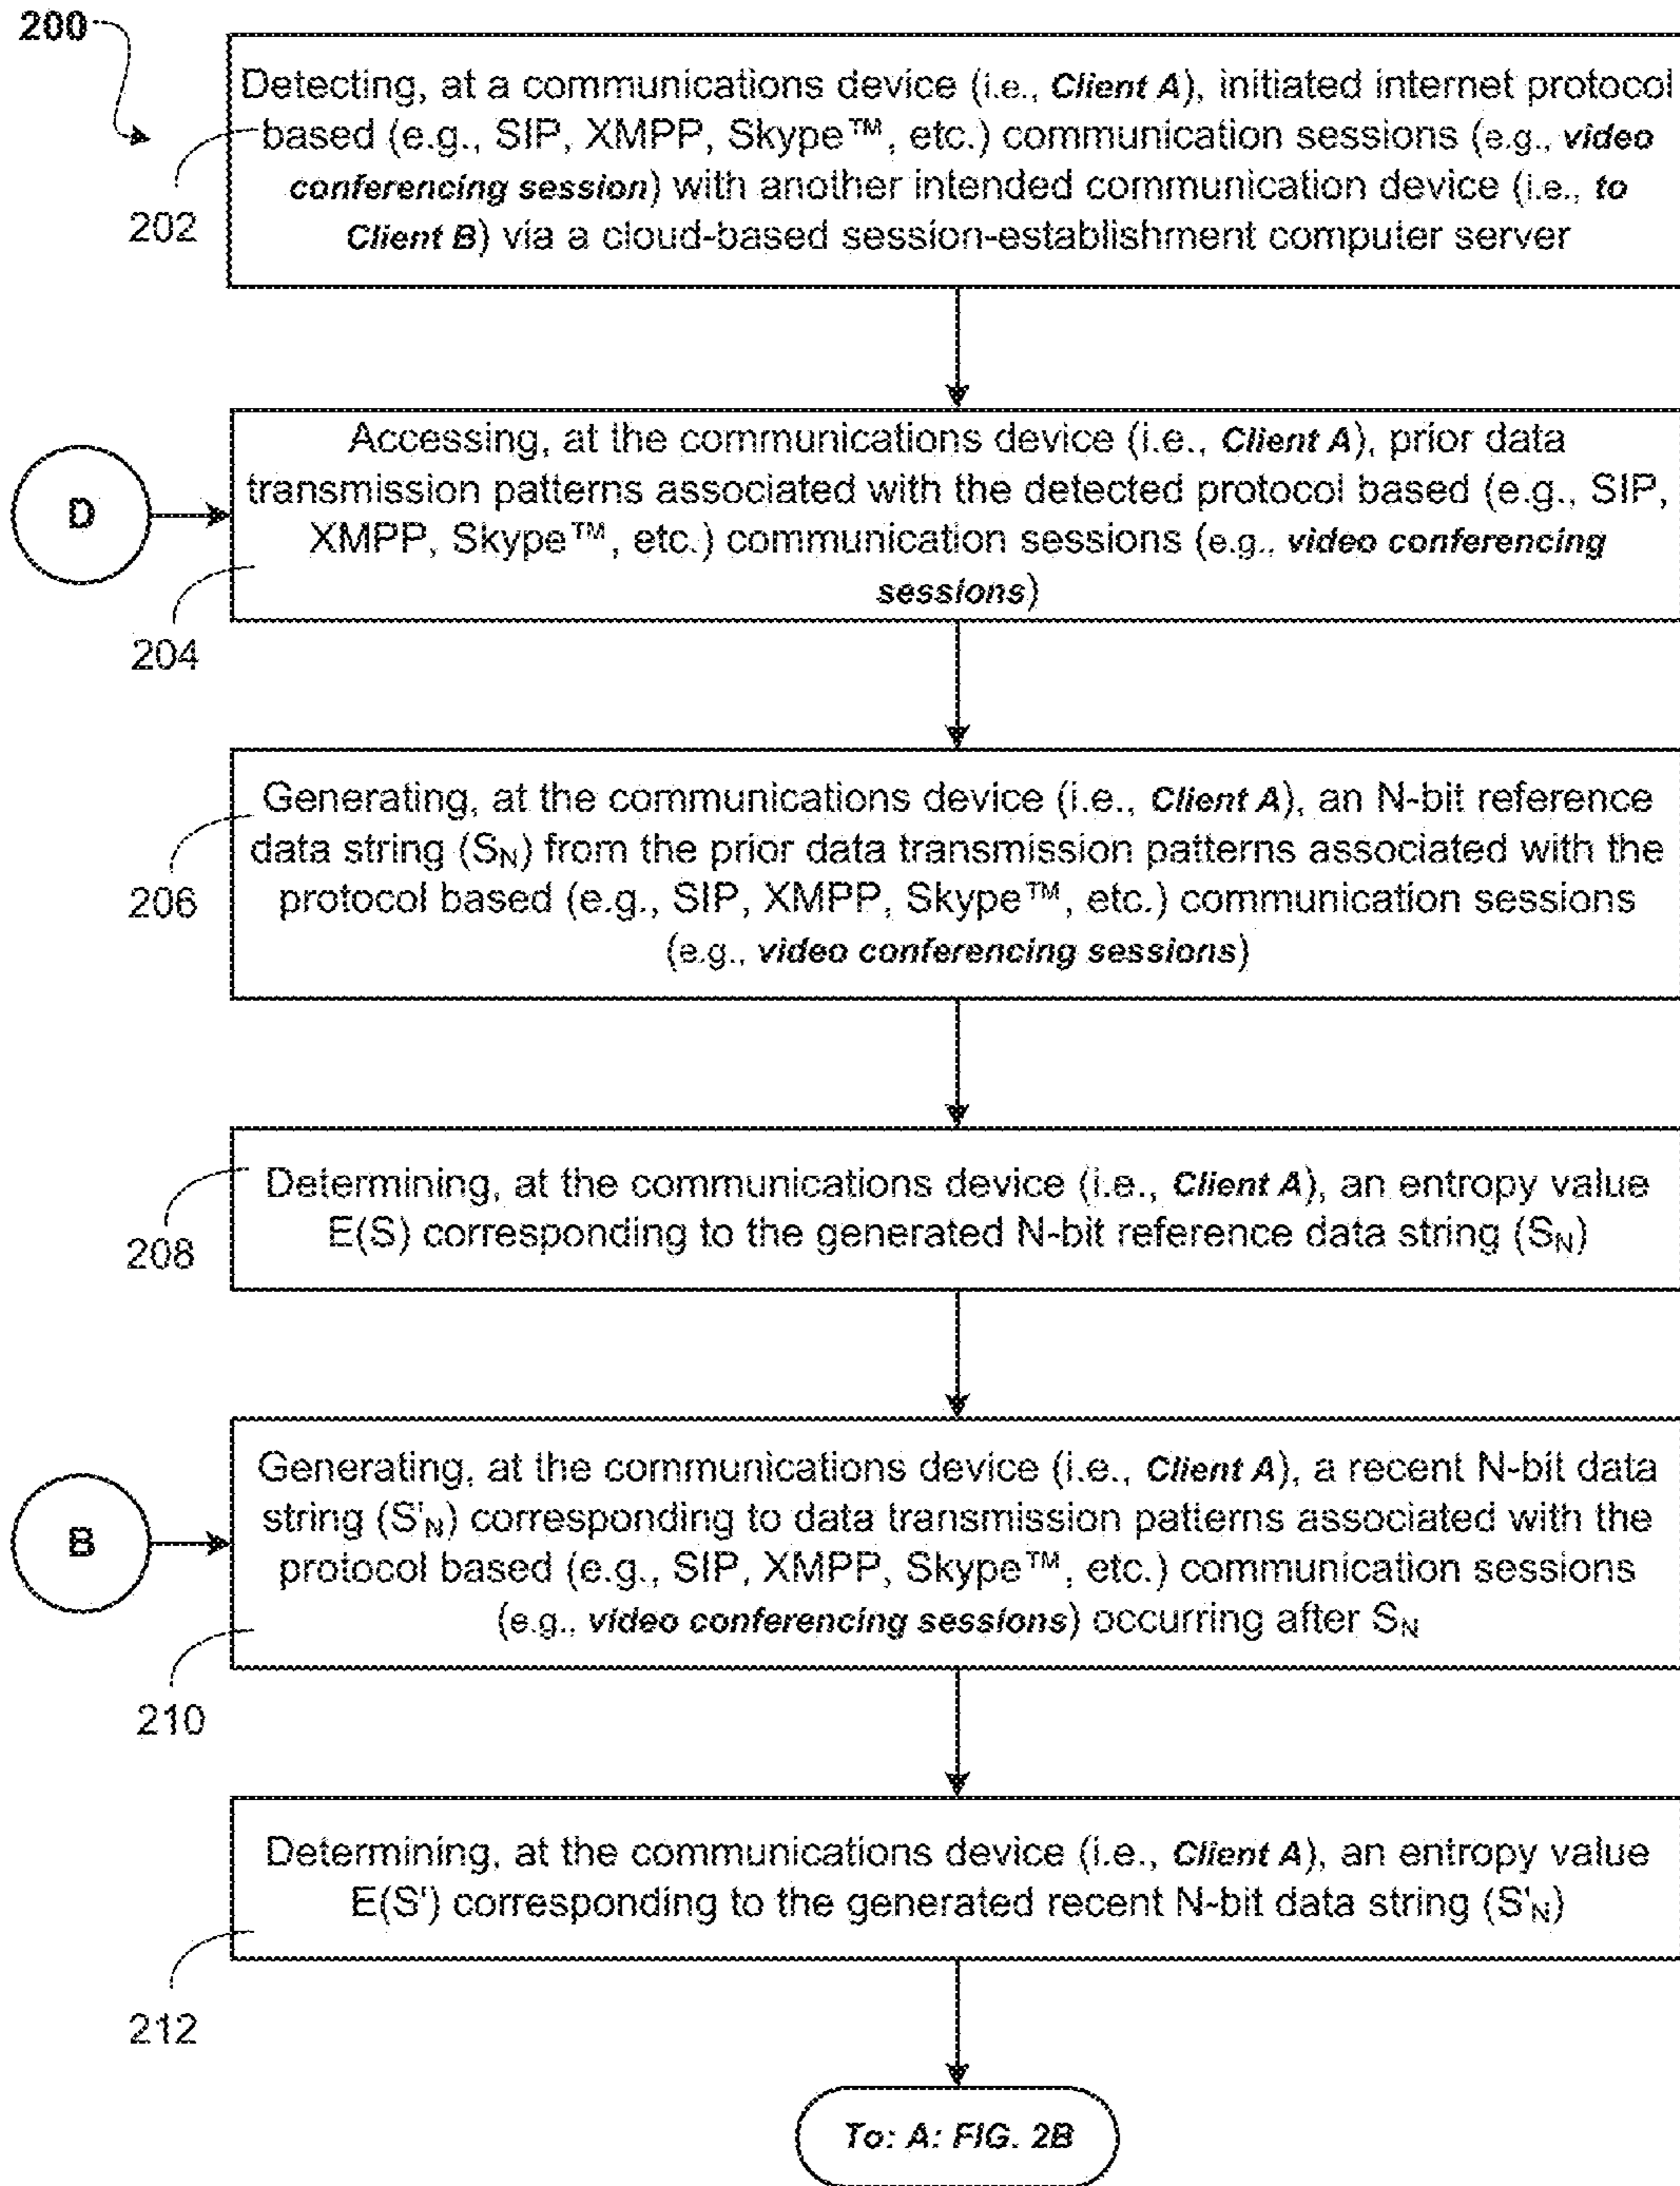 200
Detecting, at a communications device (i.e., Client A), initiated internet protocol
based (e.g., SIP, XMPP, Skype™, etc.) communication sessions (e.g., video
conferencing session) with another intended communication device (i.e., to
Client B) via a cloud-based session-establishment computer server
202
Accessing, at the communications device (i.e., Client A), prior data
transmission patterns associated with the detected protocol based (e.g., SIP,
XMPP, Skype™, etc.) communication sessions (e.g., video conferencing
sessions)
D
204
Generating, at the communications device (i.e., Client A), an N-bit reference
data string (S_N) from the prior data transmission patterns associated with the
protocol based (e.g., SIP, XMPP, Skype™, etc.) communication sessions
(e.g., video conferencing sessions)
206
Determining, at the communications device (i.e., Client A), an entropy value
E(S) corresponding to the generated N-bit reference data string (S_N)
208
Generating, at the communications device (i.e., Client A), a recent N-bit data
string (S'_N) corresponding to data transmission patterns associated with the
protocol based (e.g., SIP, XMPP, Skype™, etc.) communication sessions
(e.g., video conferencing sessions) occurring after S_N
B
210
Determining, at the communications device (i.e., Client A), an entropy value
E(S') corresponding to the generated recent N-bit data string (S'_N)
212
To: A: FIG. 2B